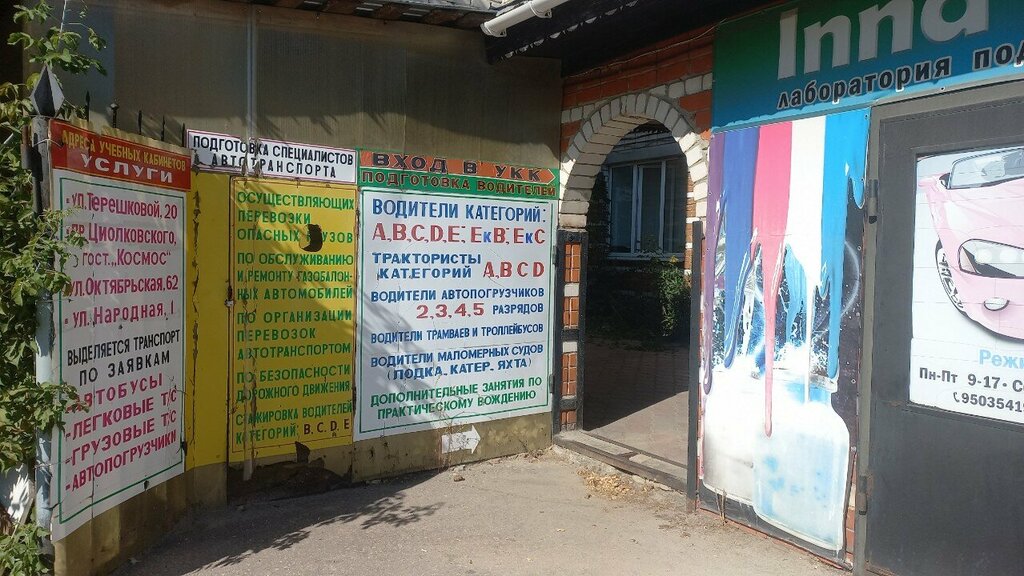 АДРЕСА УЧЕБНЫХ КАБИНЕТОВ
УСЛУГИ
- ул. Терешковой, 20
пр. Циолковского,
гост. „Космос"
ул. Октябрьская, 62
- ул. Народная, 1
ВЫДЕЛЯЕТСЯ ТРАНСПОРТ
ПО ЗАЯВКАМ
- АВТОБУСЫ
- ЛЕГКОВЫЕ Т/С
- ГРУЗОВЫЕ Т/С
- АВТОПОГРУЗЧИКИ
ПОДГОТОВКА СПЕЦИАЛИСТОВ
АВТОТРАНСПОРТА
ОСУЩЕСТВЛЯЮЩИХ
ПЕРЕВОЗКИ
ОПАСНЫХ ГРУЗОВ
ПО ОБСЛУЖИВАНИЮ
И РЕМОНТУ ГАЗОБАЛОН-
НЫХ АВТОМОБИЛЕЙ
ПО ОРГАНИЗАЦИИ
ПЕРЕВОЗОК
АВТОТРАНСПОРТОМ
ПО БЕЗОПАСНОСТИ
ДОРОЖНОГО ДВИЖЕНИЯ
СТАЖИРОВКА ВОДИТЕЛЕЙ
КАТЕГОРИЙ: B, C, D, E
ВХОД В УКК
ПОДГОТОВКА ВОДИТЕЛЕЙ
ВОДИТЕЛИ КАТЕГОРИЙ:
A, B, C, D, E, EкB, EкC
ТРАКТОРИСТЫ
КАТЕГОРИЙ A B C D
ВОДИТЕЛИ АВТОПОГРУЗЧИКОВ
2,3,4,5 РАЗРЯДОВ
ВОДИТЕЛИ ТРАМВАЕВ И ТРОЛЛЕЙБУСОВ
ВОДИТЕЛИ МАЛОМЕРНЫХ СУДОВ
(ЛОДКА, КАТЕР, ЯХТА)
ДОПОЛНИТЕЛЬНЫЕ ЗАНЯТИЯ ПО
ПРАКТИЧЕСКОМУ ВОЖДЕНИЮ
Inna
лаборатория
Пн-Пт 9-17